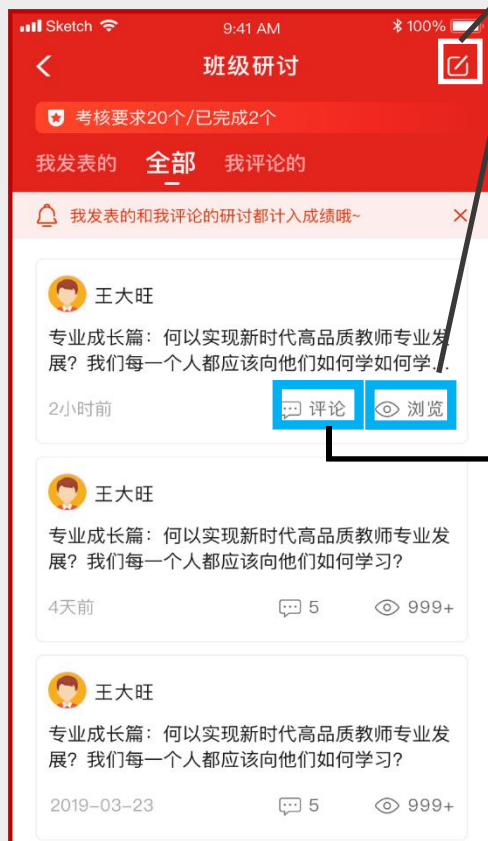 Sketch 9:41 AM 100%
班级研讨
考核要求20个/已完成2个
我发表的 全部 我评论的
我发表的和我评论的研讨都计入成绩哦~
王大旺
专业成长篇：何以实现新时代高品质教师专业发
展？我们每一个人都应该向他们如何学如何学...
2小时前 评论 浏览
王大旺
专业成长篇：何以实现新时代高品质教师专业发
展？我们每一个人都应该向他们如何学习？
4天前 5 999+
王大旺
专业成长篇：何以实现新时代高品质教师专业发
展？我们每一个人都应该向他们如何学习？
2019-03-23 5 999+